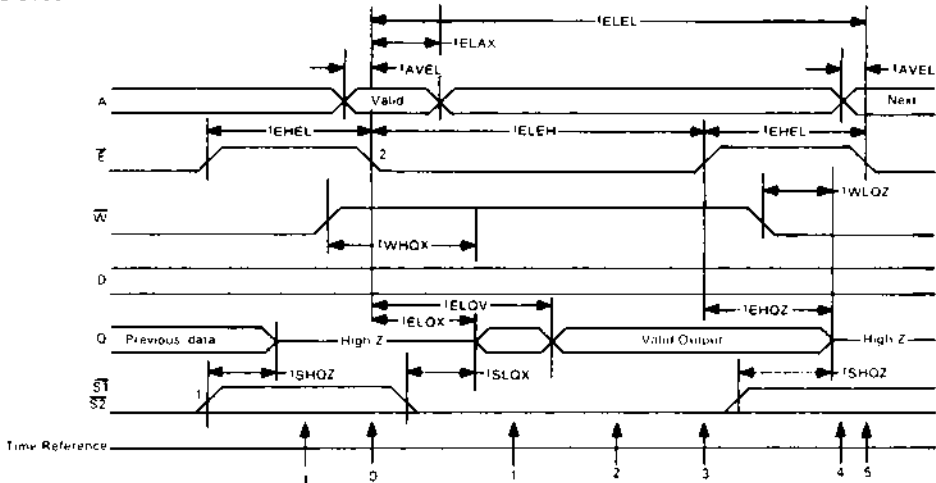 tELEL
tELAX
tAVEL tAVEL
A Valid Next
tEHEL tELEH tEHEL
E 2
tWLQZ
W
tWHQX
D
tELQV
tELQX tEHQZ
Q Previous data High Z Valid Output High Z
tSHQZ tSLQX tSHQZ
S1 1
S2
Time Reference
0 1 2 3 4 5